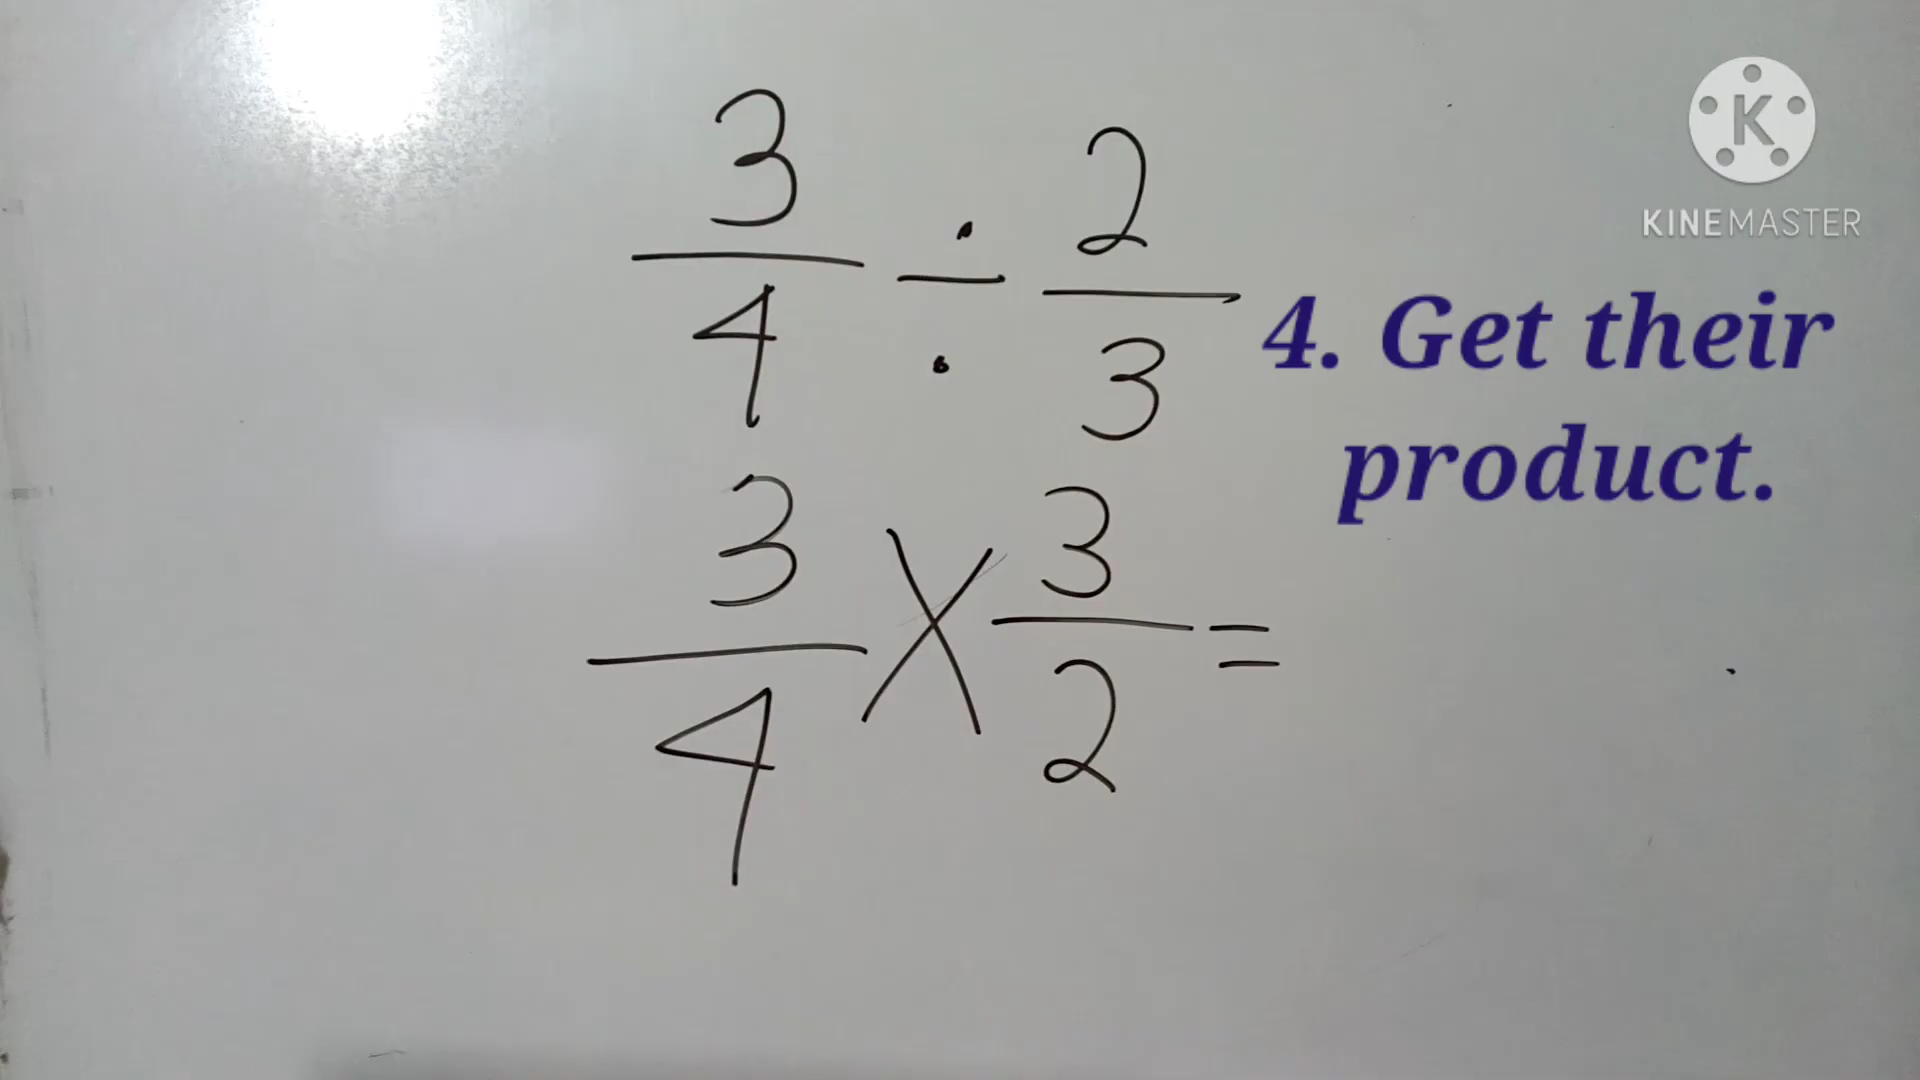 3/4 ÷ 2/3
3/4 X 3/2 =
4. Get their
product.
K
KINEMASTER